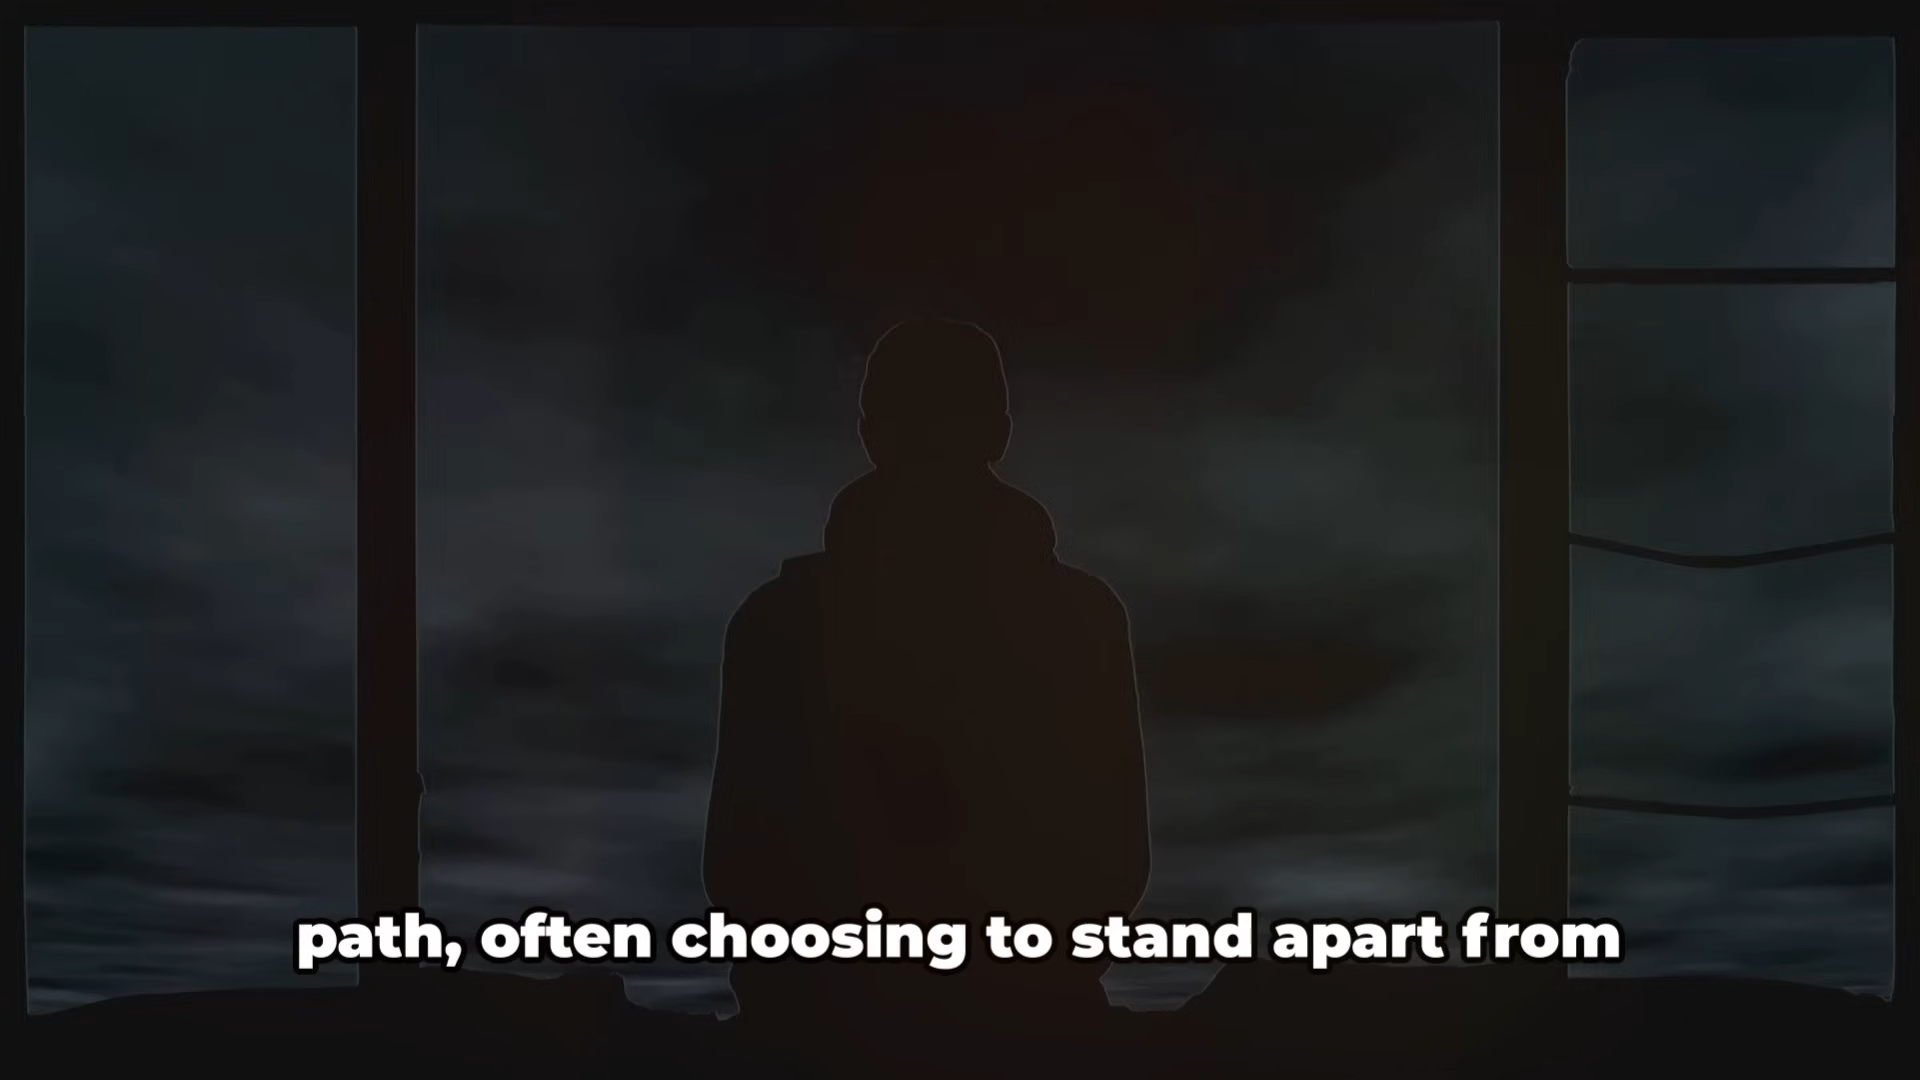 path, often choosing to stand apart from